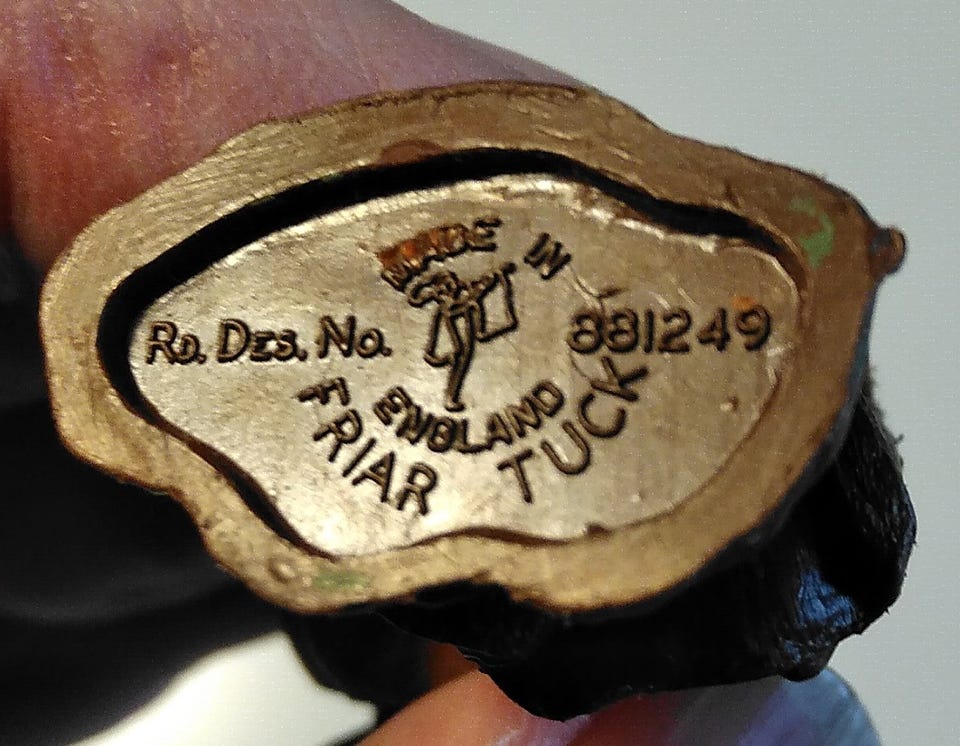 MADE IN
Rd. Des. No. 881249
ENGLAND
FRIAR TUCK